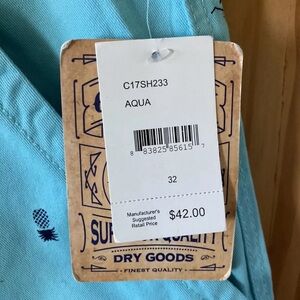 C17SH233
AQUA
8 83825 85615 7
32
Manufacturer's
Suggested
Retail Price
$42.00
DRY GOODS
FINEST QUALITY